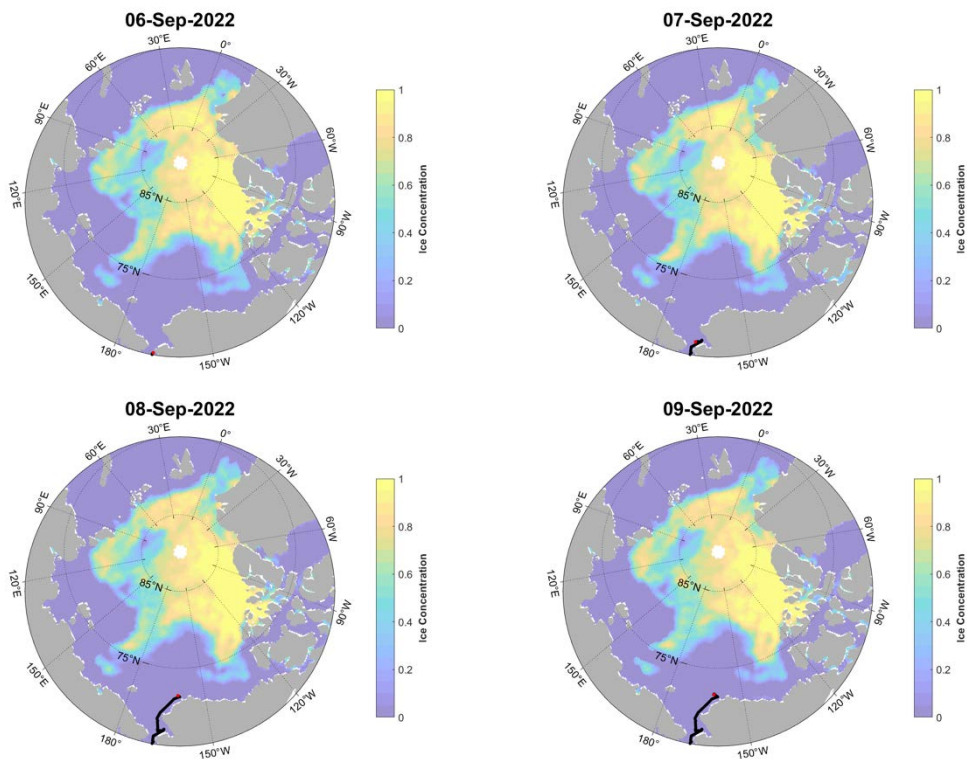 06-Sep-2022
30°E
0°
60°E
30°W
90°E
60°W
120°E
90°W
85°N
75°N
150°E
120°W
180°
150°W
1
0.8
0.6
0.4
0.2
0
Ice Concentration
07-Sep-2022
30°E
0°
60°E
30°W
90°E
60°W
120°E
90°W
85°N
75°N
150°E
120°W
180°
150°W
1
0.8
0.6
0.4
0.2
0
Ice Concentration
08-Sep-2022
30°E
0°
60°E
30°W
90°E
60°W
120°E
90°W
85°N
75°N
150°E
120°W
180°
150°W
1
0.8
0.6
0.4
0.2
0
Ice Concentration
09-Sep-2022
30°E
0°
60°E
30°W
90°E
60°W
120°E
90°W
85°N
75°N
150°E
120°W
180°
150°W
1
0.8
0.6
0.4
0.2
0
Ice Concentration